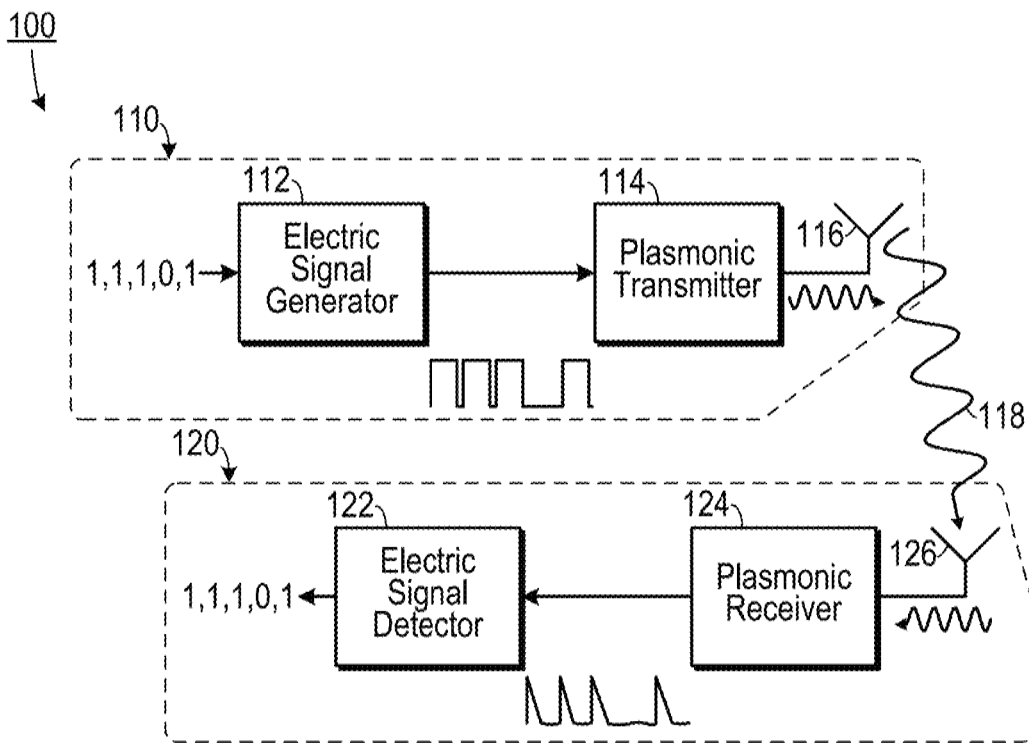 100
110
112
114
116
Electric
Signal
Generator
Plasmonic
Transmitter
1,1,1,0,1
118
120
122
124
126
Electric
Signal
Detector
Plasmonic
Receiver
1,1,1,0,1